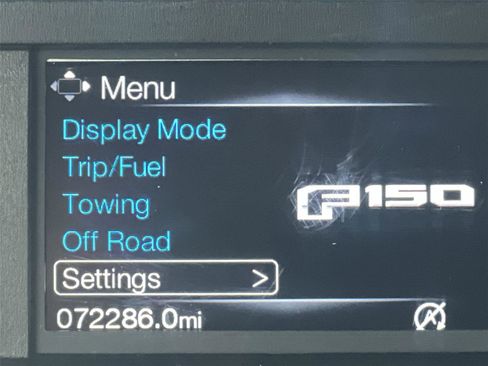 Menu
Display Mode
Trip/Fuel
Towing
F150
Off Road
Settings >
072286.0mi